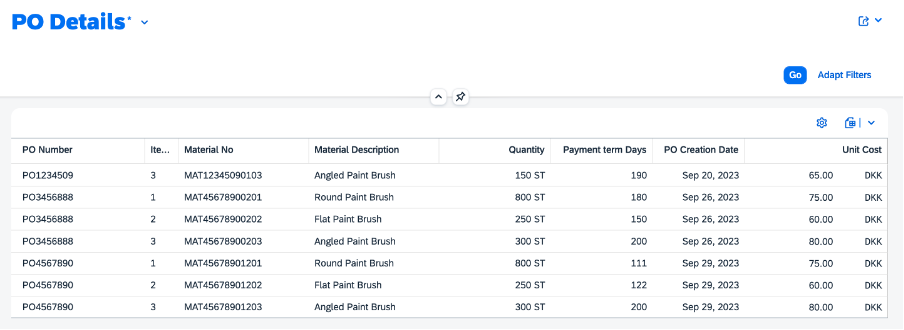 PO Details*
Go Adapt Filters
PO Number Ite... Material No Material Description Quantity Payment term Days PO Creation Date Unit Cost
PO1234509 3 MAT12345090103 Angled Paint Brush 150 ST 190 Sep 20, 2023 65.00 DKK
PO3456888 1 MAT45678900201 Round Paint Brush 800 ST 180 Sep 26, 2023 75.00 DKK
PO3456888 2 MAT45678900202 Flat Paint Brush 250 ST 150 Sep 26, 2023 60.00 DKK
PO3456888 3 MAT45678900203 Angled Paint Brush 300 ST 200 Sep 26, 2023 80.00 DKK
PO4567890 1 MAT45678901201 Round Paint Brush 800 ST 111 Sep 29, 2023 75.00 DKK
PO4567890 2 MAT45678901202 Flat Paint Brush 250 ST 122 Sep 29, 2023 60.00 DKK
PO4567890 3 MAT45678901203 Angled Paint Brush 300 ST 200 Sep 29, 2023 80.00 DKK